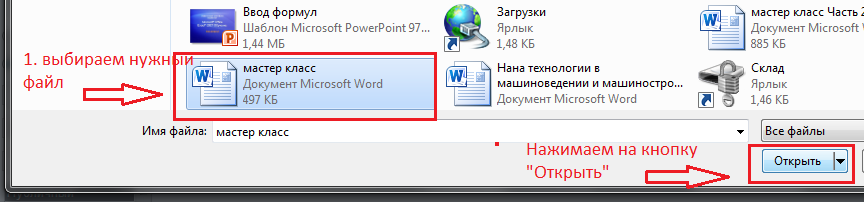 Ввод формул
Шаблон Microsoft PowerPoint 97...
1,44 МБ
Загрузки
Ярлык
1,48 КБ
мастер класс Часть 2
Документ Microsoft W
885 КБ
1. выбираем нужный
файл
мастер класс
Документ Microsoft Word
497 КБ
Нана технологии в
машиноведении и машиностро...
Документ Microsoft Word
Склад
Ярлык
1,46 КБ
Имя файла:
мастер класс
Все файлы
Нажимаем на кнопку
"Открыть"
Открыть